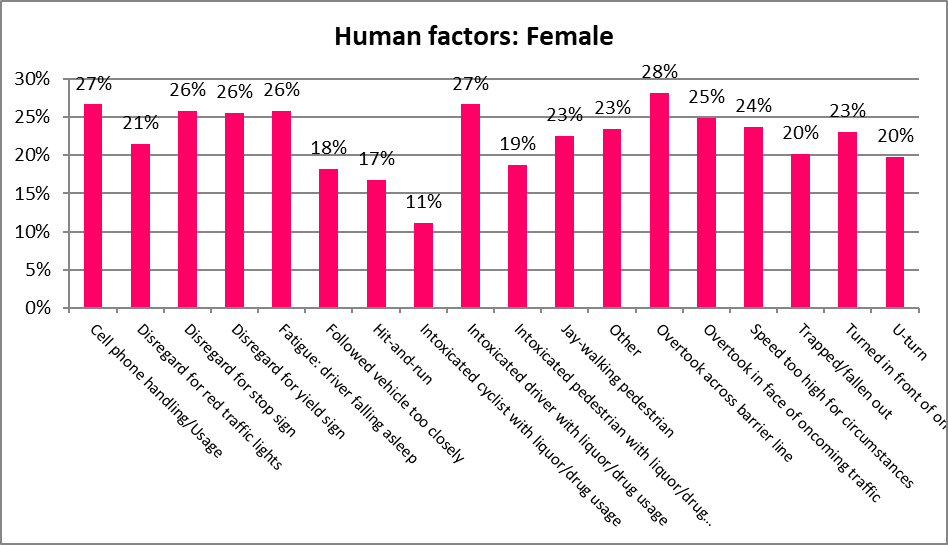 Human factors: Female
30%
25%
20%
15%
10%
5%
0%
27%
21%
26%
26%
26%
18%
17%
11%
27%
19%
23%
23%
28%
25%
24%
20%
23%
20%
Cell phone handling/Usage
Disregard for red traffic lights
Disregard for stop sign
Disregard for yield sign
Fatigue: driver falling asleep
Followed vehicle too closely
Hit-and-run
Intoxicated cyclist with liquor/drug usage
Intoxicated driver with liquor/drug usage
Intoxicated pedestrian with liquor/drug...
Jay-walking pedestrian
Other
Overtook across barrier line
Overtook in face of oncoming traffic
Speed too high for circumstances
Trapped/fallen out
Turned in front of
U-turn